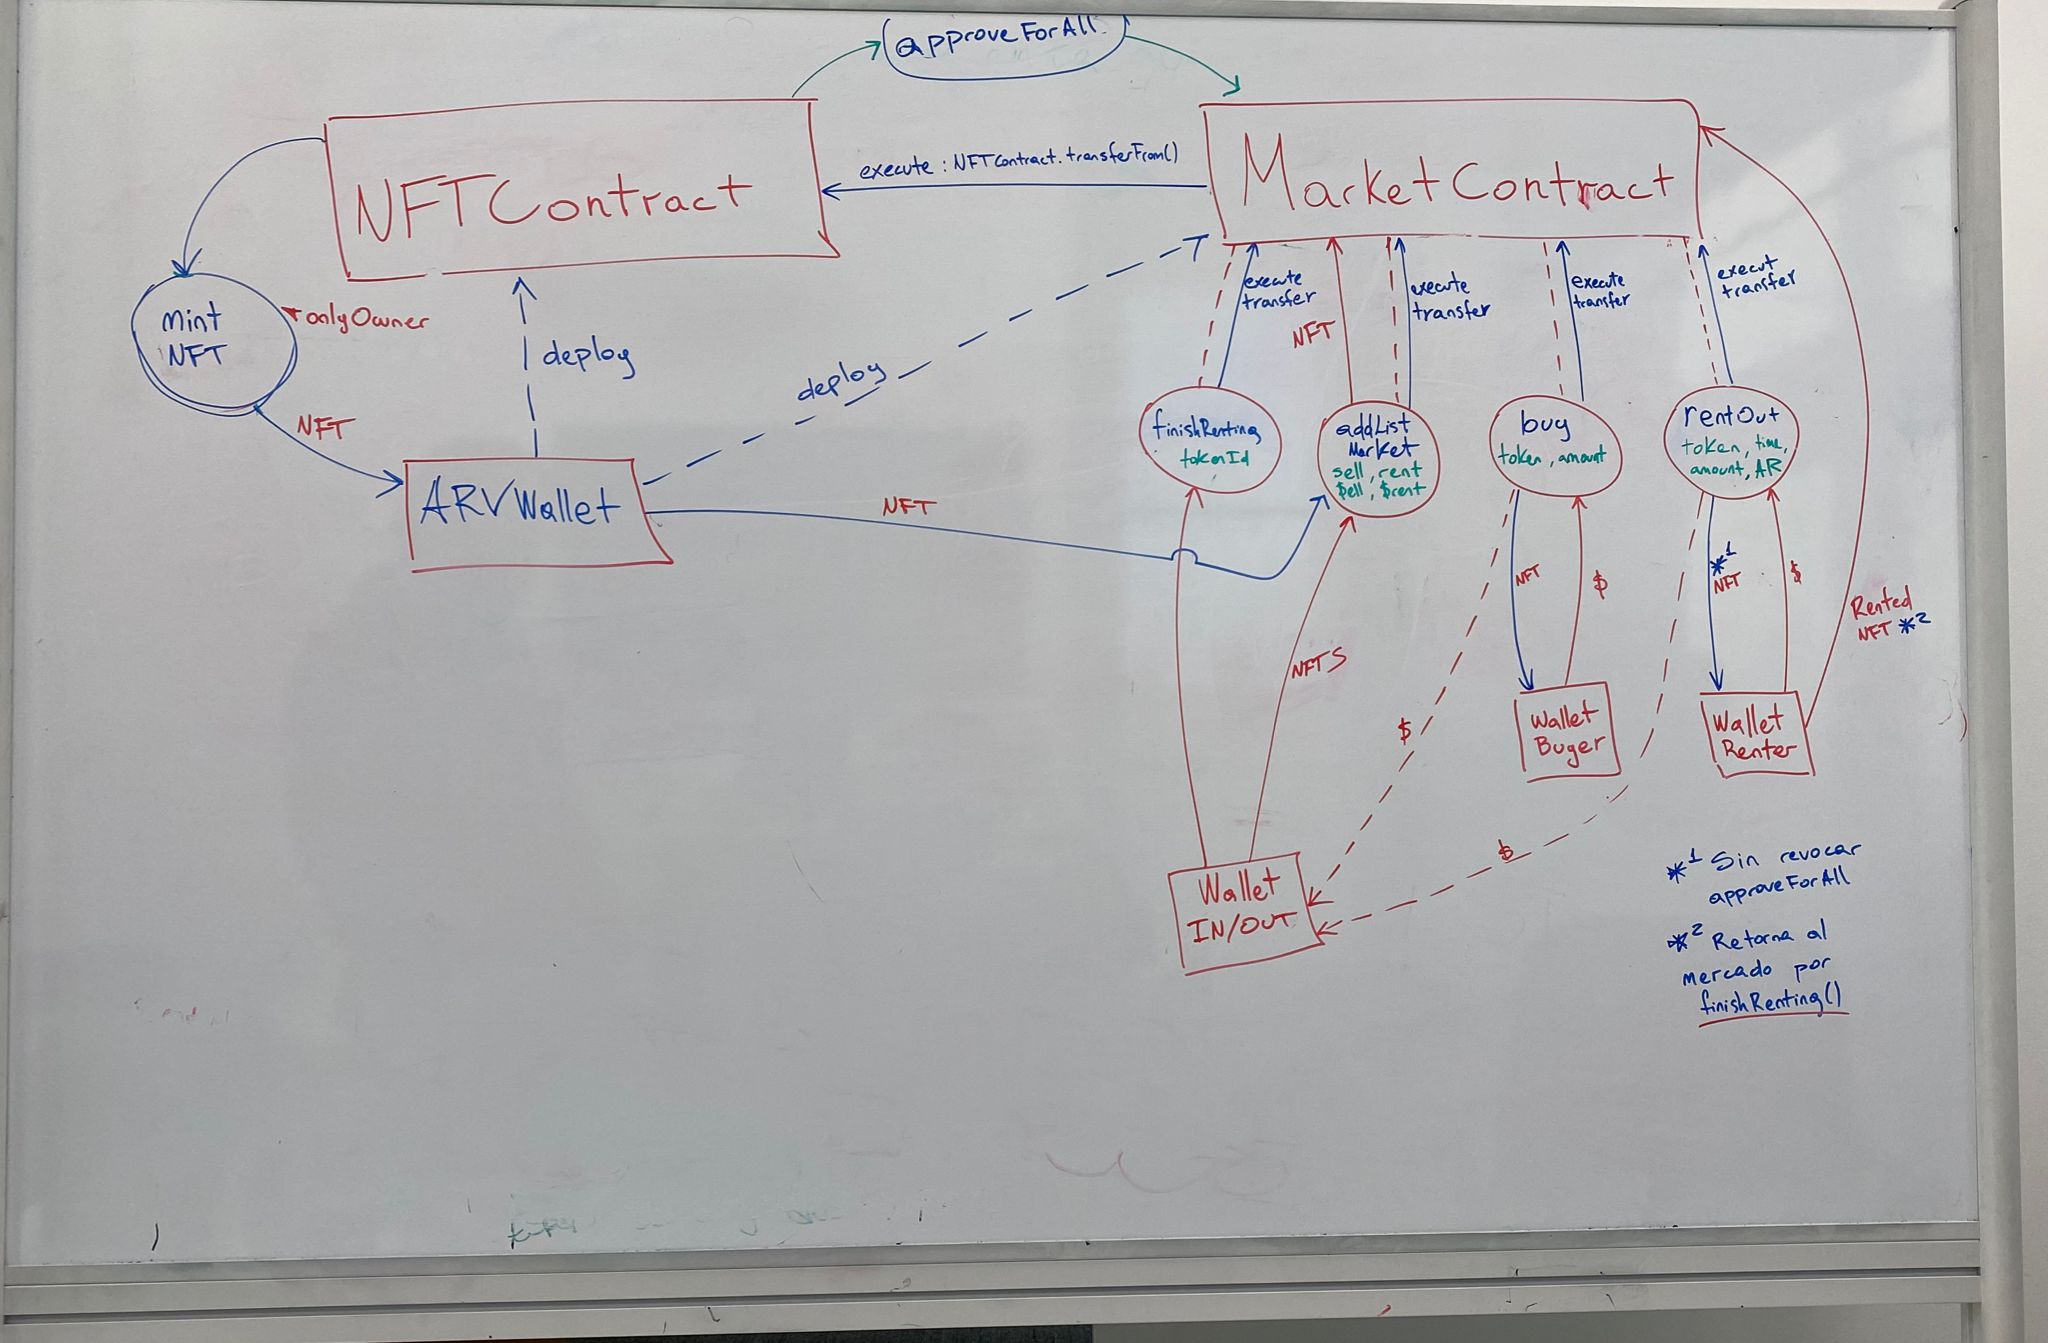 approveForAll
NFTContract
execute : NFTContract.transferFrom()
MarketContract
mint
NFT
onlyOwner
deploy
deploy
NFT
ARVWallet
NFT
execute
transfer
NFT
execute
transfer
execute
transfer
execut
transfer
finishRenting
tokenId
addList
Market
sell, rent
$ell, $rent
buy
token, amount
rentOut
token, time,
amount, AR
NFT
$
*1
NFT
$
Rented
NFT *2
NFTS
$
$
Wallet
Buyer
Wallet
Renter
Wallet
IN/OUT
*1 Sin revocar
approveForAll
*2 Retorna al
mercado por
finishRenting()